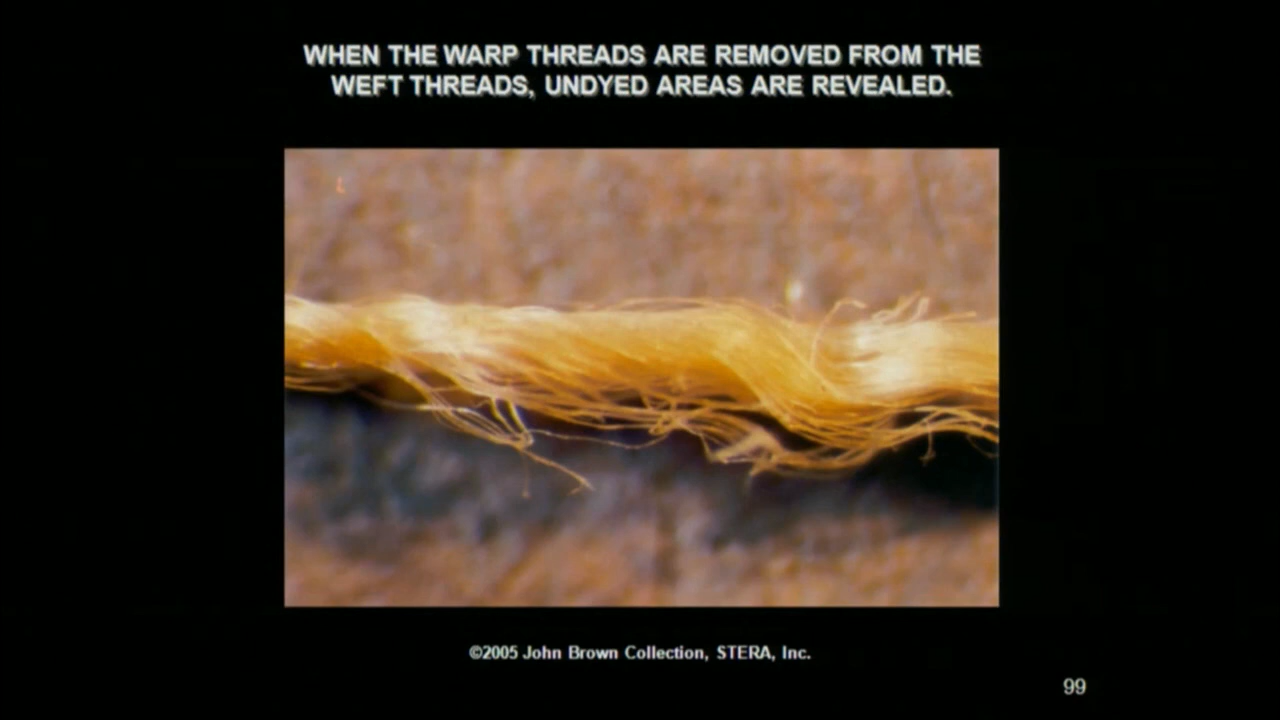 WHEN THE WARP THREADS ARE REMOVED FROM THE
WEFT THREADS, UNDYED AREAS ARE REVEALED.
©2005 John Brown Collection, STERA, Inc.
99